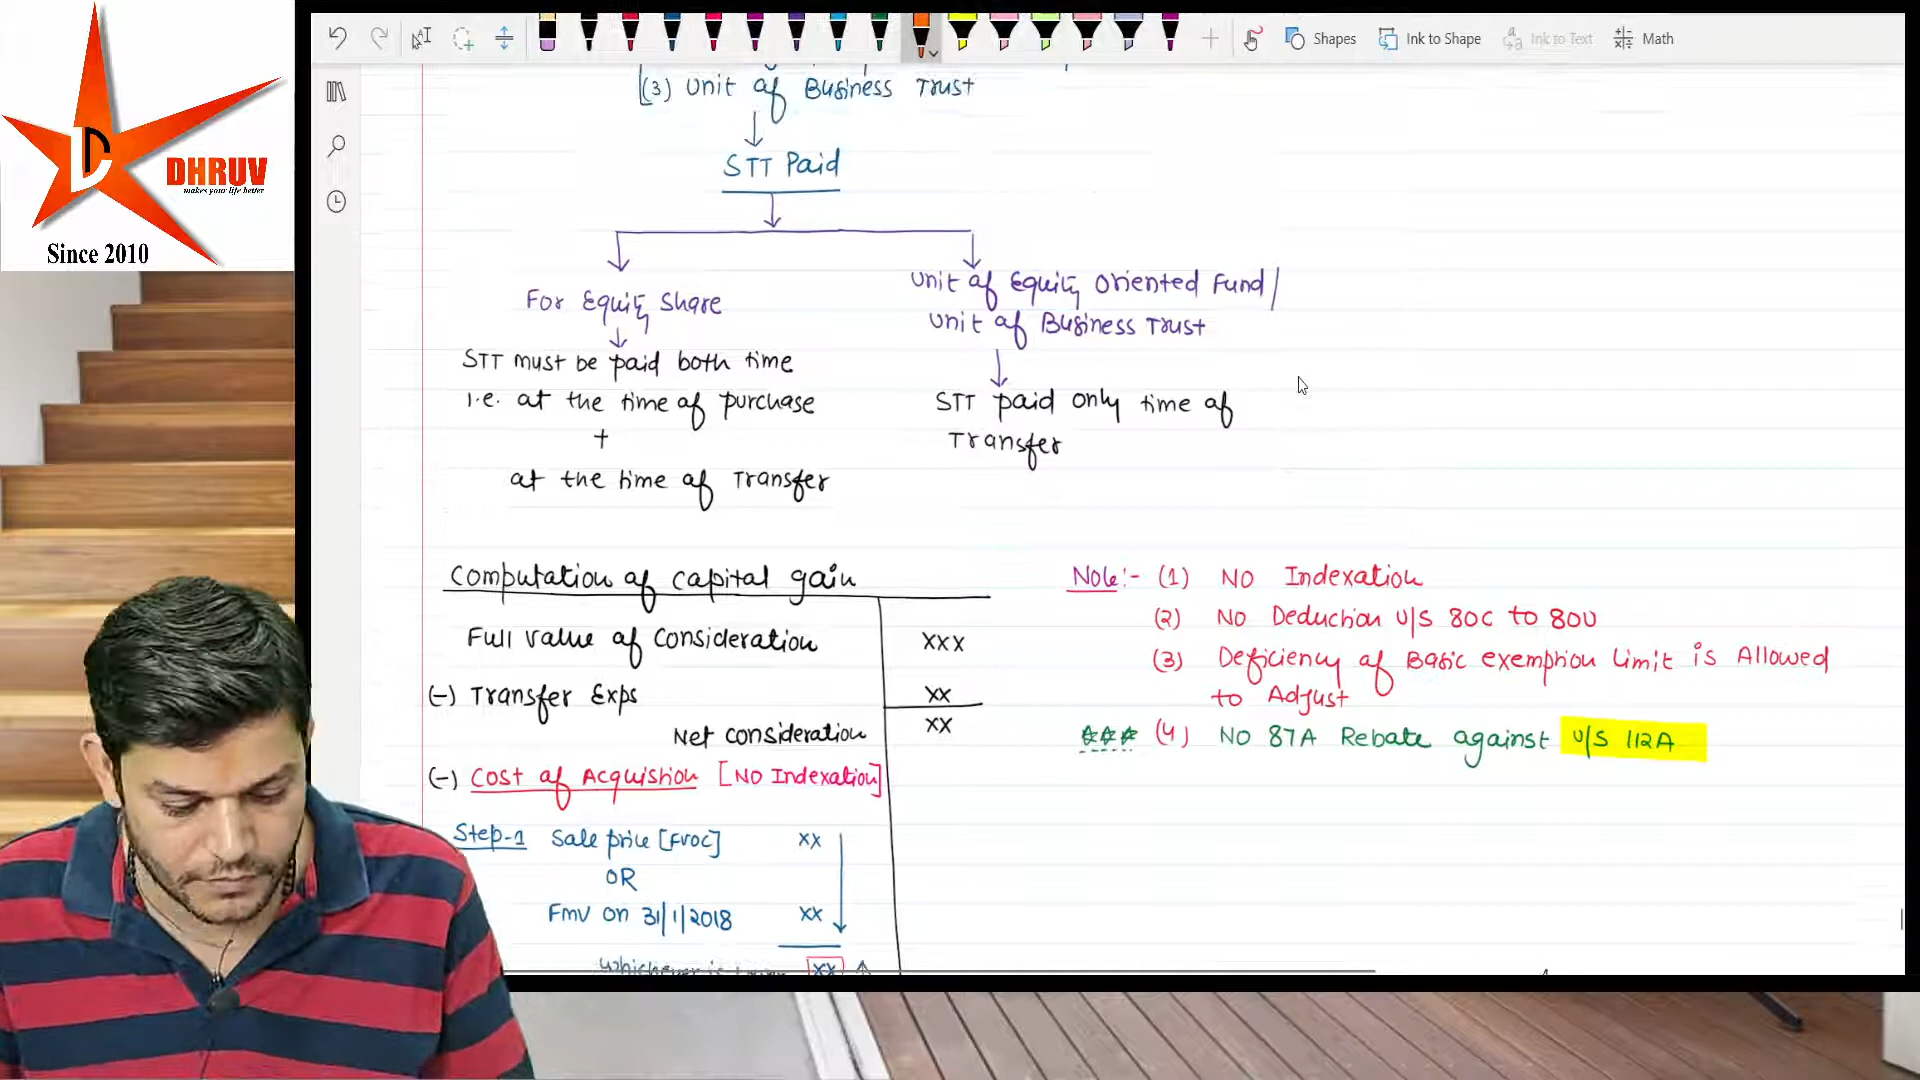 Shapes
Ink to Shape
Ink to Text
Math
DC
DHRUV
makes your life better
Since 2010
(3) Unit of Business Trust
STT Paid
For Equity Share
Unit of Equity Oriented Fund/
Unit of Business Trust
STT must be paid both time
i.e. at the time of purchase
+
at the time of Transfer
STT paid only time of
Transfer
Computation of capital gain
Full value of Consideration XXX
(-) Transfer Exps XX
Net consideration XX
(-) Cost of Acquistion [NO Indexation]
Step-1 Sale price [FVOC] XX
OR
FMV on 31/1/2018 XX
whichever is XX
Note:- (1) NO Indexation
(2) NO Deduction U/S 80C to 80U
(3) Deficiency of Basic exemption Limit is Allowed
to Adjust
(4) NO 87A Rebate against U/S 112A